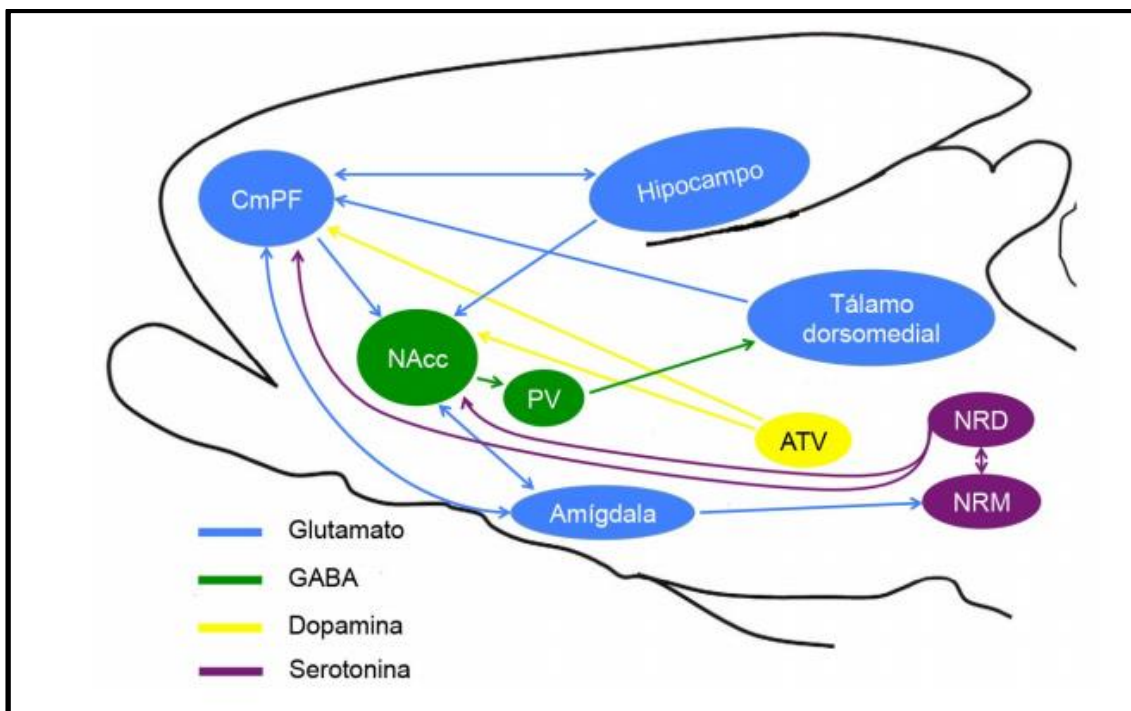 CmPF
Hipocampo
Tálamo
dorsomedial
NAcc
PV
ATV
NRD
NRM
Amígdala
Glutamato
GABA
Dopamina
Serotonina